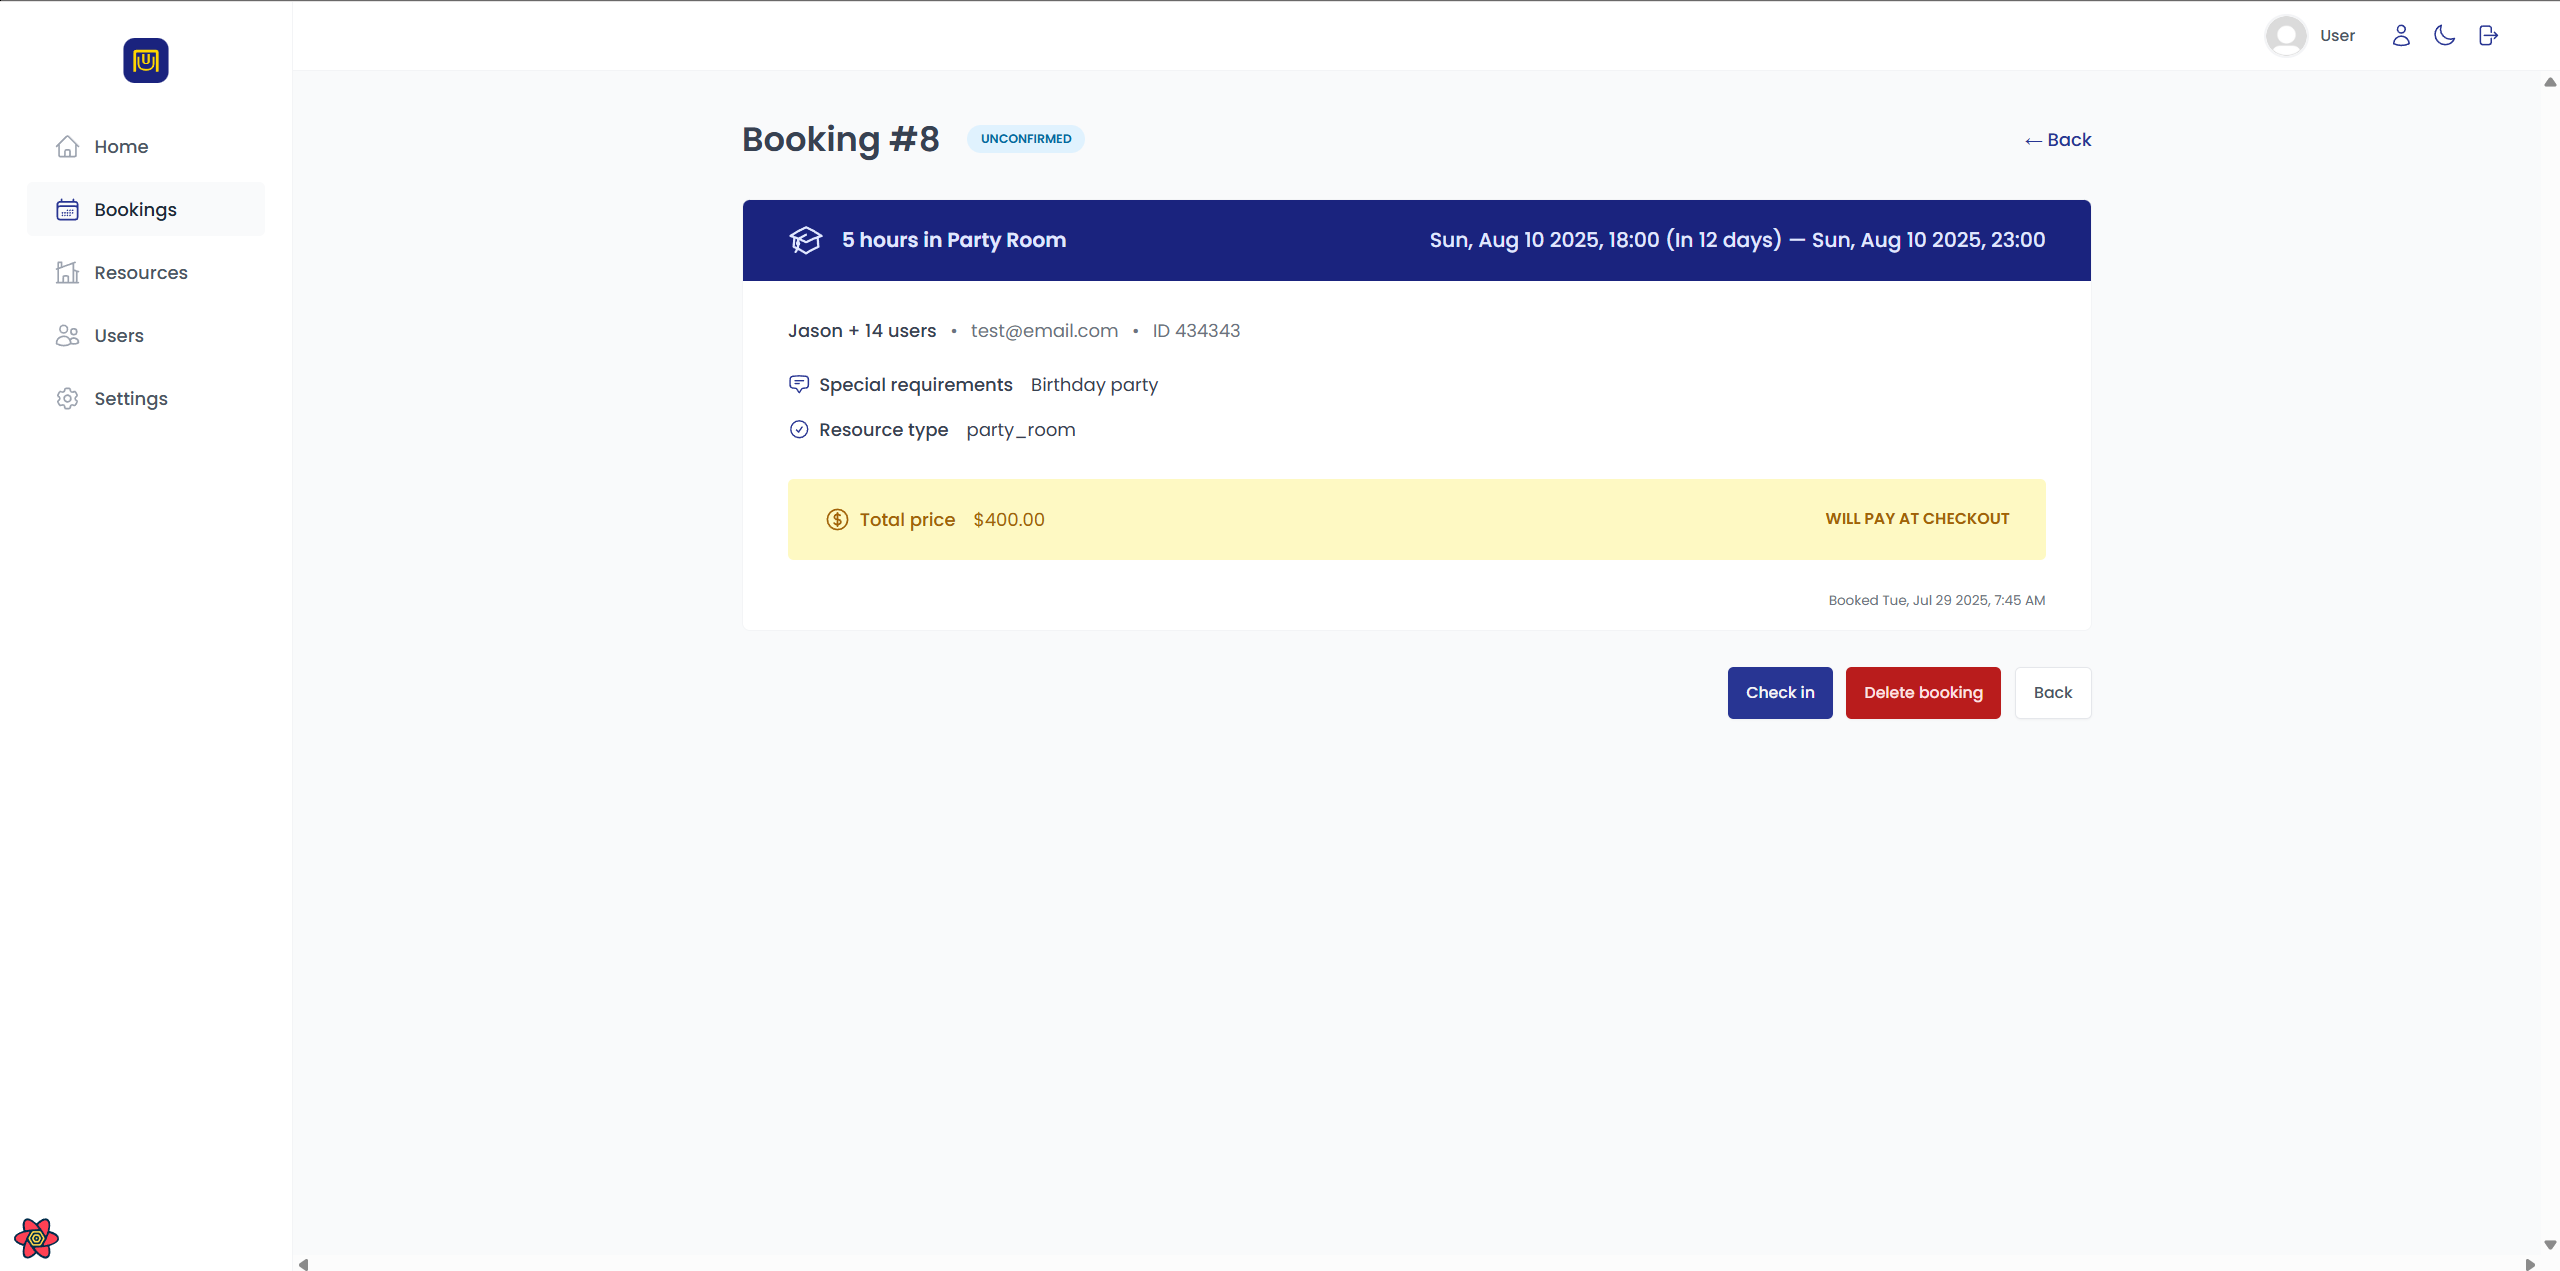 U
User
Home
Bookings
Resources
Users
Settings
Booking #8 UNCONFIRMED
← Back
5 hours in Party Room
Sun, Aug 10 2025, 18:00 (In 12 days) — Sun, Aug 10 2025, 23:00
Jason + 14 users • test@email.com • ID 434343
Special requirements Birthday party
Resource type party_room
Total price $400.00
WILL PAY AT CHECKOUT
Booked Tue, Jul 29 2025, 7:45 AM
Check in
Delete booking
Back